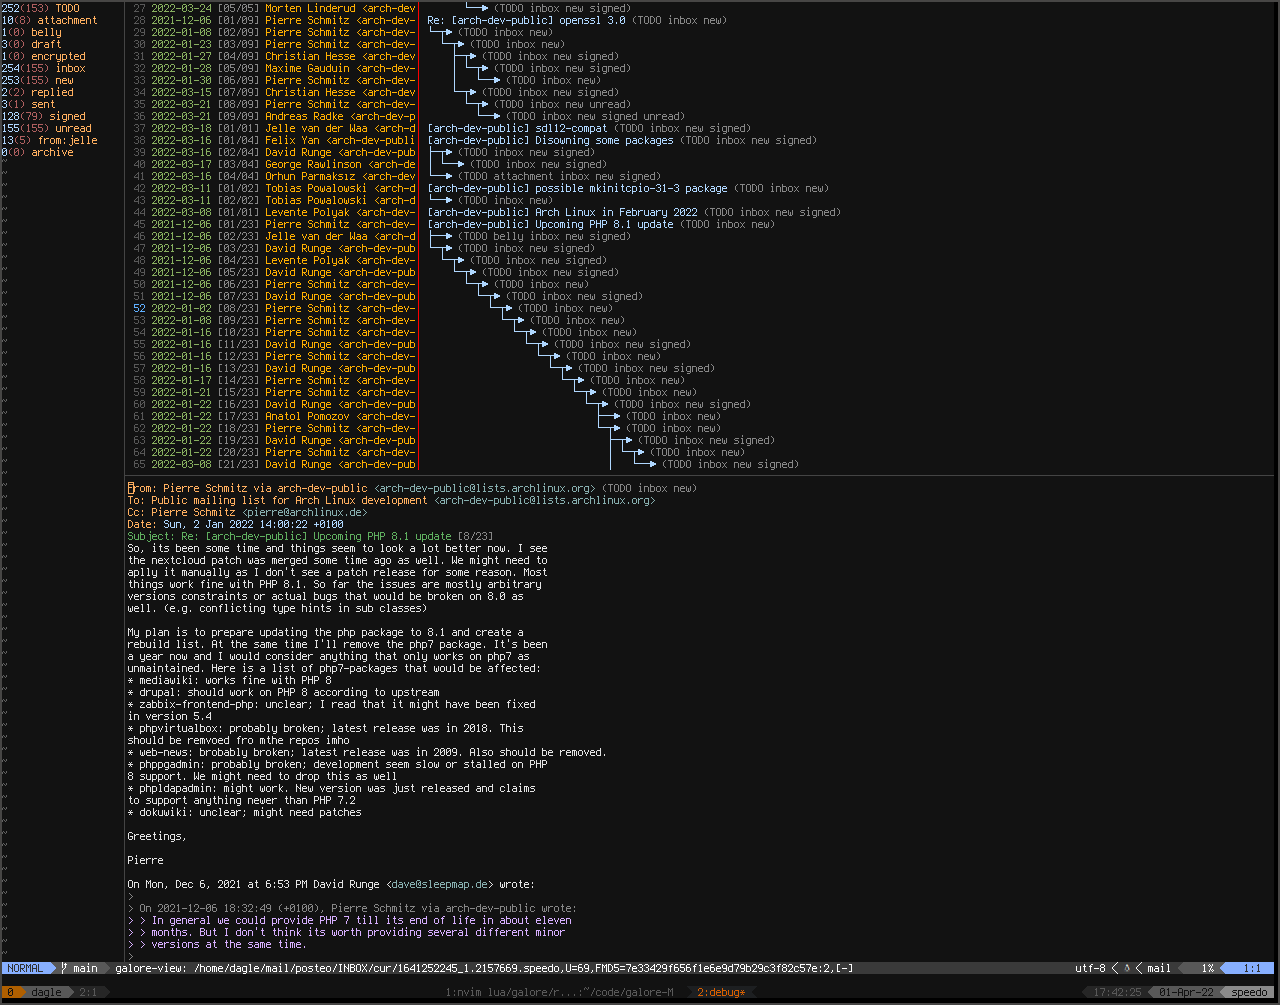 252(153) TODO
10(8) attachment
1(0) belly
3(0) draft
1(0) encrypted
254(155) inbox
253(155) new
2(2) replied
3(1) sent
128(79) signed
155(155) unread
13(5) from:jelle
0(0) archive
27 2022-03-24 [05/05] Morten Linderud <arch-dev (TODO inbox new signed)
28 2021-12-06 [01/09] Pierre Schmitz <arch-dev- Re: [arch-dev-public] openssl 3.0 (TODO inbox new)
29 2022-01-08 [02/09] Pierre Schmitz <arch-dev- (TODO inbox new)
30 2022-01-23 [03/09] Pierre Schmitz <arch-dev- (TODO inbox new)
31 2022-01-27 [04/09] Christian Hesse <arch-dev (TODO inbox new signed)
32 2022-01-28 [05/09] Maxime Gauduin <arch-dev- (TODO inbox new signed)
33 2022-01-30 [06/09] Pierre Schmitz <arch-dev- (TODO inbox new)
34 2022-03-15 [07/09] Christian Hesse <arch-dev (TODO inbox new signed)
35 2022-03-21 [08/09] Pierre Schmitz <arch-dev- (TODO inbox new unread)
36 2022-03-21 [09/09] Andreas Radke <arch-dev-p (TODO inbox new signed unread)
37 2022-03-18 [01/01] Jelle van der Waa <arch-d [arch-dev-public] sdl12-compat (TODO inbox new signed)
38 2022-03-16 [01/04] Felix Yan <arch-dev-publi [arch-dev-public] Disowning some packages (TODO inbox new signed)
39 2022-03-16 [02/04] David Runge <arch-dev-pub (TODO inbox new signed)
40 2022-03-17 [03/04] George Rawlinson <arch-de (TODO inbox new signed)
41 2022-03-16 [04/04] Orhun Parmaksız <arch-dev (TODO attachment inbox new signed)
42 2022-03-11 [01/02] Tobias Powalowski <arch-d [arch-dev-public] possible mkinitcpio-31-3 package (TODO inbox new)
43 2022-03-11 [02/02] Tobias Powalowski <arch-d (TODO inbox new)
44 2022-03-08 [01/01] Levente Polyak <arch-dev- [arch-dev-public] Arch Linux in February 2022 (TODO inbox new signed)
45 2021-12-06 [01/23] Pierre Schmitz <arch-dev- [arch-dev-public] Upcoming PHP 8.1 update (TODO inbox new)
46 2021-12-06 [02/23] Jelle van der Waa <arch-d (TODO belly inbox new signed)
47 2021-12-06 [03/23] David Runge <arch-dev-pub (TODO inbox new signed)
48 2021-12-06 [04/23] Levente Polyak <arch-dev- (TODO inbox new signed)
49 2021-12-06 [05/23] David Runge <arch-dev-pub (TODO inbox new signed)
50 2021-12-06 [06/23] Pierre Schmitz <arch-dev- (TODO inbox new)
51 2021-12-06 [07/23] David Runge <arch-dev-pub (TODO inbox new signed)
52 2022-01-02 [08/23] Pierre Schmitz <arch-dev- (TODO inbox new)
53 2022-01-08 [09/23] Pierre Schmitz <arch-dev- (TODO inbox new)
54 2022-01-16 [10/23] Pierre Schmitz <arch-dev- (TODO inbox new)
55 2022-01-16 [11/23] David Runge <arch-dev-pub (TODO inbox new signed)
56 2022-01-16 [12/23] Pierre Schmitz <arch-dev- (TODO inbox new)
57 2022-01-16 [13/23] David Runge <arch-dev-pub (TODO inbox new signed)
58 2022-01-17 [14/23] Pierre Schmitz <arch-dev- (TODO inbox new)
59 2022-01-21 [15/23] Pierre Schmitz <arch-dev- (TODO inbox new)
60 2022-01-22 [16/23] David Runge <arch-dev-pub (TODO inbox new signed)
61 2022-01-22 [17/23] Anatol Pomozov <arch-dev- (TODO inbox new)
62 2022-01-22 [18/23] Pierre Schmitz <arch-dev- (TODO inbox new)
63 2022-01-22 [19/23] David Runge <arch-dev-pub (TODO inbox new signed)
64 2022-01-22 [20/23] Pierre Schmitz <arch-dev- (TODO inbox new)
65 2022-03-08 [21/23] David Runge <arch-dev-pub (TODO inbox new signed)
From: Pierre Schmitz via arch-dev-public <arch-dev-public@lists.archlinux.org> (TODO inbox new)
To: Public mailing list for Arch Linux development <arch-dev-public@lists.archlinux.org>
Cc: Pierre Schmitz <pierre@archlinux.de>
Date: Sun, 2 Jan 2022 14:00:22 +0100
Subject: Re: [arch-dev-public] Upcoming PHP 8.1 update [8/23]
So, its been some time and things seem to look a lot better now. I see
the nextcloud patch was merged some time ago as well. We might need to
aplly it manually as I don't see a patch release for some reason. Most
things work fine with PHP 8.1. So far the issues are mostly arbitrary
versions constraints or actual bugs that would be broken on 8.0 as
well. (e.g. conflicting type hints in sub classes)
My plan is to prepare updating the php package to 8.1 and create a
rebuild list. At the same time I'll remove the php7 package. It's been
a year now and I would consider anything that only works on php7 as
unmaintained. Here is a list of php7-packages that would be affected:
* mediawiki: works fine with PHP 8
* drupal: should work on PHP 8 according to upstream
* zabbix-frontend-php: unclear; I read that it might have been fixed
in version 5.4
* phpvirtualbox: probably broken; latest release was in 2018. This
should be remvoed fro mthe repos imho
* web-news: brobably broken; latest release was in 2009. Also should be removed.
* phppgadmin: probably broken; development seem slow or stalled on PHP
8 support. We might need to drop this as well
* phpldapadmin: might work. New version was just released and claims
to support anything newer than PHP 7.2
* dokuwiki: unclear; might need patches
Greetings,
Pierre
On Mon, Dec 6, 2021 at 6:53 PM David Runge <dave@sleepmap.de> wrote:
>
> On 2021-12-06 18:32:49 (+0100), Pierre Schmitz via arch-dev-public wrote:
> > In general we could provide PHP 7 till its end of life in about eleven
> > months. But I don't think its worth providing several different minor
> > versions at the same time.
>
NORMAL main galore-view: /home/dagle/mail/posteo/INBOX/cur/1641252245_1.2157669.speedo,U=69,FMD5=7e33429f656f1e6e9d79b29c3f82c57e:2,[-] utf-8 mail 1% 1:1
0 dagle 2:1 1:nvim lua/galore/r...:~/code/galore-M 2:debug* 17:42:25 01-Apr-22 speedo